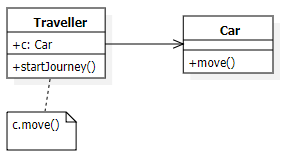 Traveller
+c: Car
+startJourney()
Car
+move()
c.move()